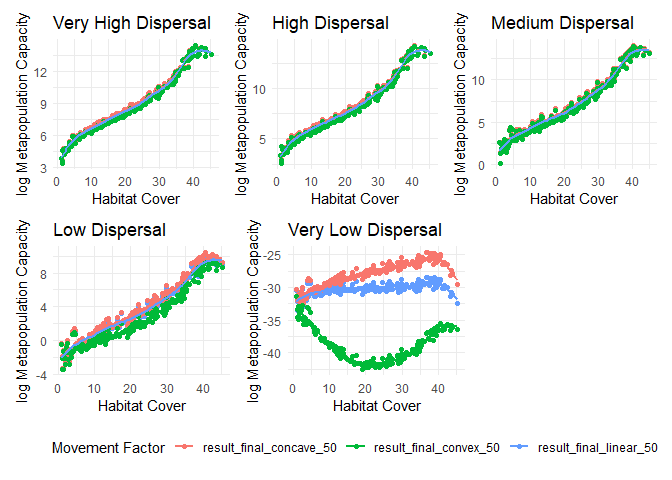 Very High Dispersal
log Metapopulation Capacity
12
9
6
3
0 10 20 30 40
Habitat Cover
High Dispersal
log Metapopulation Capacity
10
5
0 10 20 30 40
Habitat Cover
Medium Dispersal
log Metapopulation Capacity
10
5
0
0 10 20 30 40
Habitat Cover
Low Dispersal
log Metapopulation Capacity
8
4
0
-4
0 10 20 30 40
Habitat Cover
Very Low Dispersal
log Metapopulation Capacity
-25
-30
-35
-40
0 10 20 30 40
Habitat Cover
Movement Factor result_final_concave_50 result_final_convex_50 result_final_linear_50